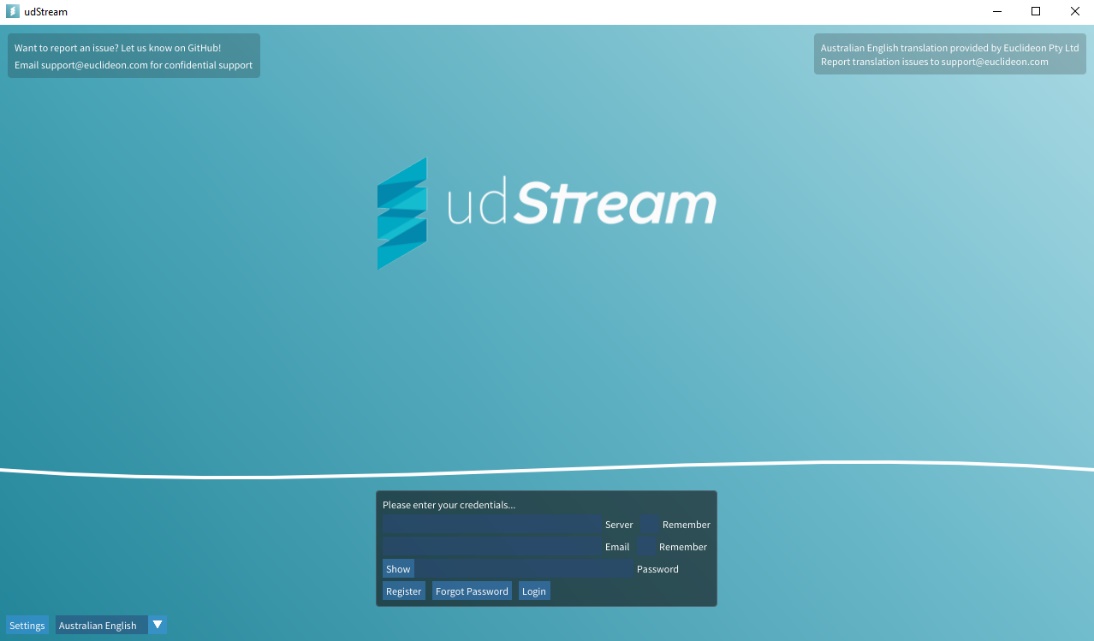 udStream
Want to report an issue? Let us know on GitHub!
Email support@euclideon.com for confidential support
Australian English translation provided by Euclideon Pty Ltd
Report translation issues to support@euclideon.com
udStream
Please enter your credentials...
Server Remember
Email Remember
Show Password
Register Forgot Password Login
Settings Australian English